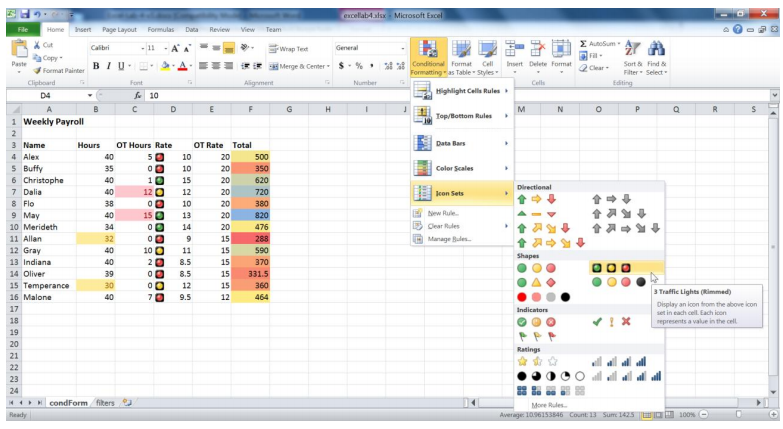 excellab4.xlsx - Microsoft Excel
File Home Insert Page Layout Formulas Data Review View Team
Paste Cut Copy Format Painter Calibri 11 A A B I U A Wrap Text Merge & Center General $ % , Conditional Formatting Format as Table Cell Styles Insert Delete Format Σ AutoSum Fill Clear Sort & Filter Find & Select
Clipboard Font Alignment Number Cells Editing
D4 fx 10
A B C D E F G H I J M N O P Q R S
1 Weekly Payroll
2
3 Name Hours OT Hours Rate OT Rate Total
4 Alex 40 5 10 20 500
5 Buffy 35 0 10 20 350
6 Christophe 40 1 15 20 620
7 Dalia 40 12 12 20 720
8 Flo 38 0 10 20 380
9 May 40 15 13 20 820
10 Merideth 34 0 14 20 476
11 Allan 32 0 9 15 288
12 Gray 40 10 11 15 590
13 Indiana 40 2 8.5 15 370
14 Oliver 39 0 8.5 15 331.5
15 Temperance 30 0 12 15 360
16 Malone 40 7 9.5 12 464
17
18
19
20
21
22
23
24
Highlight Cells Rules
Top/Bottom Rules
Data Bars
Color Scales
Icon Sets
New Rule...
Clear Rules
Manage Rules...
Directional
Shapes
3 Traffic Lights (Rimmed)
Display an icon from the above icon
set in each cell. Each icon
represents a value in the cell.
Indicators
Ratings
More Rules...
condForm filters
Ready Average: 10.96153846 Count: 13 Sum: 142.5 100%